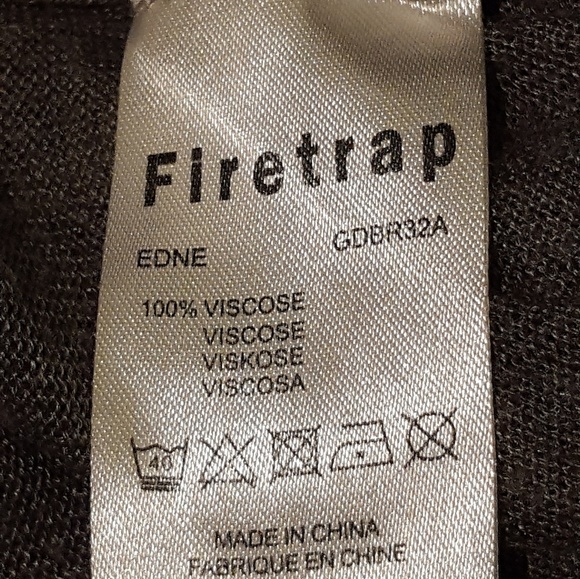 Firetrap
EDNE GDBR32A
100% VISCOSE
VISCOSE
VISKOSE
VISCOSA
40
MADE IN CHINA
FABRIQUE EN CHINE